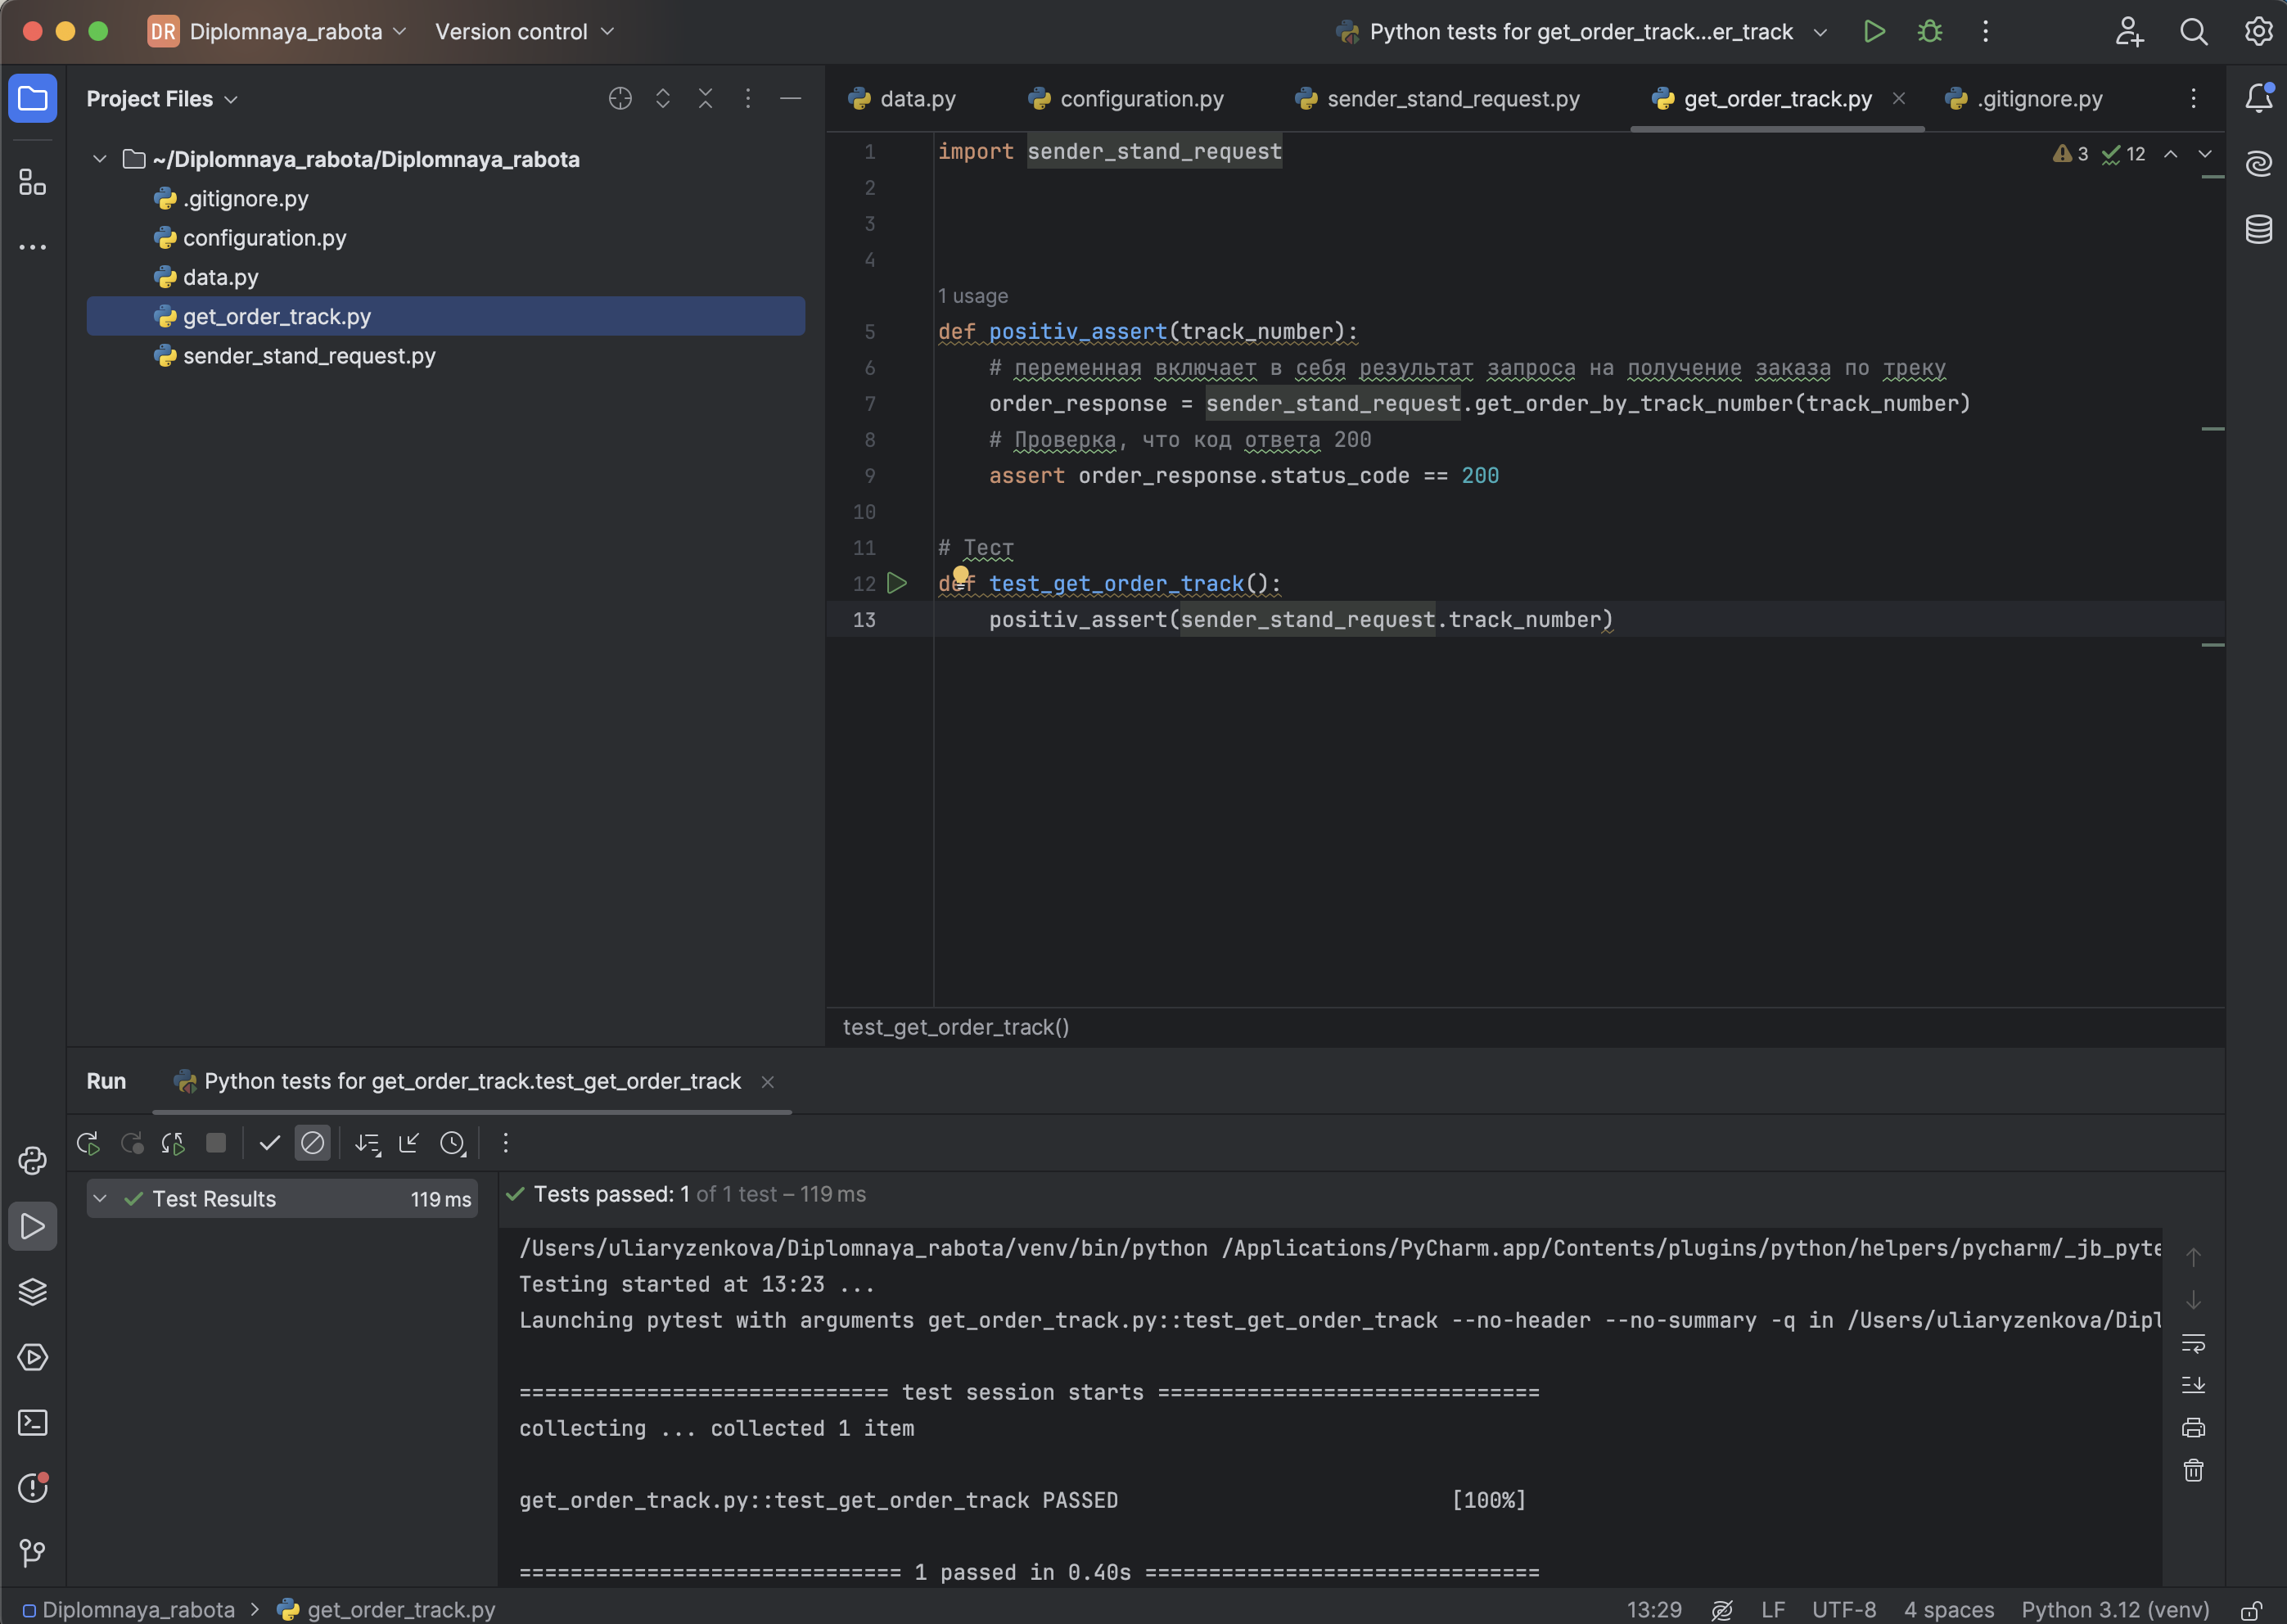 DR Diplomnaya_rabota Version control Python tests for get_order_track...er_track
Project Files
data.py configuration.py sender_stand_request.py get_order_track.py .gitignore.py
~/Diplomnaya_rabota/Diplomnaya_rabota
.gitignore.py
configuration.py
data.py
get_order_track.py
sender_stand_request.py
3 12
1 import sender_stand_request
2
3
4
1 usage
5 def positiv_assert(track_number):
6 # переменная включает в себя результат запроса на получение заказа по треку
7 order_response = sender_stand_request.get_order_by_track_number(track_number)
8 # Проверка, что код ответа 200
9 assert order_response.status_code == 200
10
11 # Тест
12 def test_get_order_track():
13 positiv_assert(sender_stand_request.track_number)
test_get_order_track()
Run Python tests for get_order_track.test_get_order_track
Test Results 119 ms
Tests passed: 1 of 1 test – 119 ms
/Users/uliaryzenkova/Diplomnaya_rabota/venv/bin/python /Applications/PyCharm.app/Contents/plugins/python/helpers/pycharm/_jb_pyte
Testing started at 13:23 ...
Launching pytest with arguments get_order_track.py::test_get_order_track --no-header --no-summary -q in /Users/uliaryzenkova/Dipl
============================= test session starts ==============================
collecting ... collected 1 item
get_order_track.py::test_get_order_track PASSED [100%]
============================== 1 passed in 0.40s ===============================
Diplomnaya_rabota > get_order_track.py 13:29 LF UTF-8 4 spaces Python 3.12 (venv)